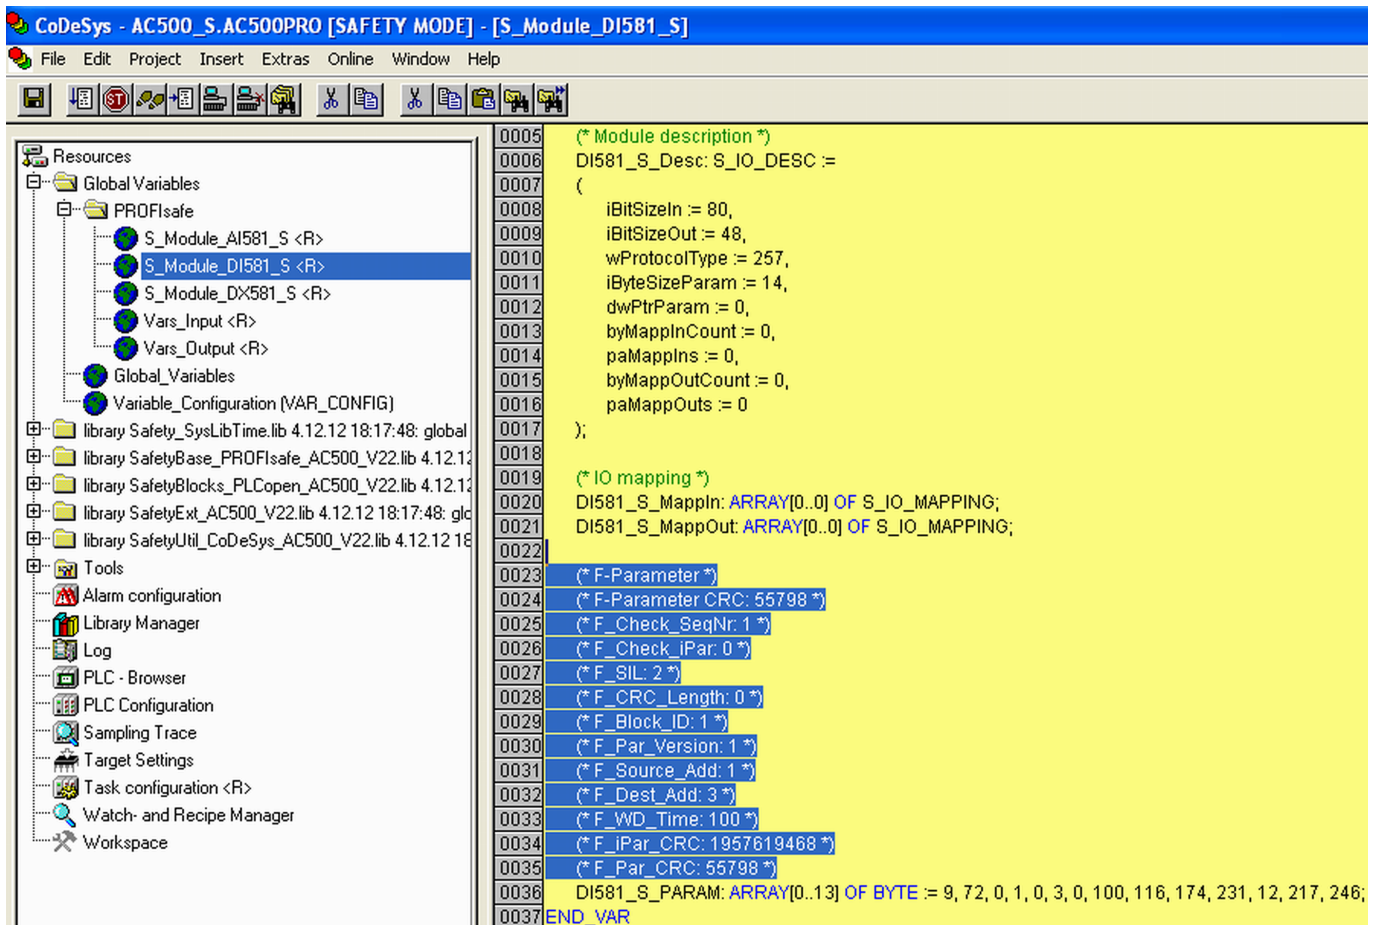 CoDeSys - AC500_S.AC500PRO [SAFETY MODE] - [S_Module_DI581_S]
File Edit Project Insert Extras Online Window Help
Resources
Global Variables
PROFIsafe
S_Module_AI581_S <R>
S_Module_DI581_S <R>
S_Module_DX581_S <R>
Vars_Input <R>
Vars_Output <R>
Global_Variables
Variable_Configuration (VAR_CONFIG)
library Safety_SysLibTime.lib 4.12.12 18:17:48: global
library SafetyBase_PROFIsafe_AC500_V22.lib 4.12.12
library SafetyBlocks_PLCopen_AC500_V22.lib 4.12.12
library SafetyExt_AC500_V22.lib 4.12.12 18:17:48: glo
library SafetyUtil_CoDeSys_AC500_V22.lib 4.12.12 18
Tools
Alarm configuration
Library Manager
Log
PLC - Browser
PLC Configuration
Sampling Trace
Target Settings
Task configuration <R>
Watch- and Recipe Manager
Workspace
0005 (* Module description *)
0006 DI581_S_Desc: S_IO_DESC :=
0007 (
0008 iBitSizeIn := 80,
0009 iBitSizeOut := 48,
0010 wProtocolType := 257,
0011 iByteSizeParam := 14,
0012 dwPtrParam := 0,
0013 byMappInCount := 0,
0014 paMappIns := 0,
0015 byMappOutCount := 0,
0016 paMappOuts := 0
0017 );
0018
0019 (* IO mapping *)
0020 DI581_S_MappIn: ARRAY[0..0] OF S_IO_MAPPING;
0021 DI581_S_MappOut: ARRAY[0..0] OF S_IO_MAPPING;
0022
0023 (* F-Parameter *)
0024 (* F-Parameter CRC: 55798 *)
0025 (* F_Check_SeqNr: 1 *)
0026 (* F_Check_iPar: 0 *)
0027 (* F_SIL: 2 *)
0028 (* F_CRC_Length: 0 *)
0029 (* F_Block_ID: 1 *)
0030 (* F_Par_Version: 1 *)
0031 (* F_Source_Add: 1 *)
0032 (* F_Dest_Add: 3 *)
0033 (* F_WD_Time: 100 *)
0034 (* F_iPar_CRC: 1957619468 *)
0035 (* F_Par_CRC: 55798 *)
0036 DI581_S_PARAM: ARRAY[0..13] OF BYTE := 9, 72, 0, 1, 0, 3, 0, 100, 116, 174, 231, 12, 217, 246;
0037 END_VAR